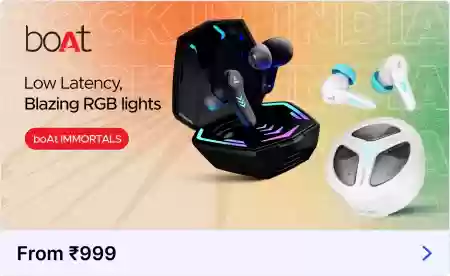 boAt
Low Latency,
Blazing RGB lights
boAt IMMORTALS
From ₹999